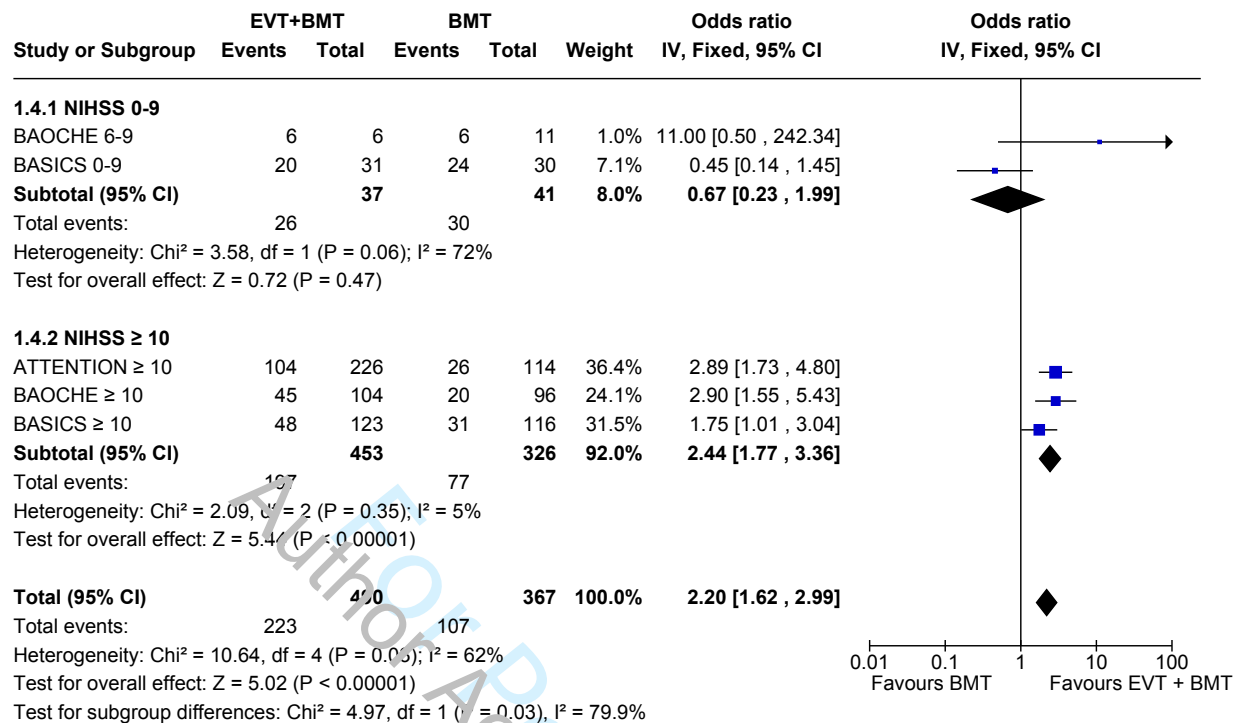 EVT+BMT BMT Odds ratio Odds ratio
Study or Subgroup Events Total Events Total Weight IV, Fixed, 95% CI IV, Fixed, 95% CI
1.4.1 NIHSS 0-9
BAOCHE 6-9 6 6 6 11 1.0% 11.00 [0.50 , 242.34]
BASICS 0-9 20 31 24 30 7.1% 0.45 [0.14 , 1.45]
Subtotal (95% CI) 37 41 8.0% 0.67 [0.23 , 1.99]
Total events: 26 30
Heterogeneity: Chi² = 3.58, df = 1 (P = 0.06); I² = 72%
Test for overall effect: Z = 0.72 (P = 0.47)
1.4.2 NIHSS ≥ 10
ATTENTION ≥ 10 104 226 26 114 36.4% 2.89 [1.73 , 4.80]
BAOCHE ≥ 10 45 104 20 96 24.1% 2.90 [1.55 , 5.43]
BASICS ≥ 10 48 123 31 116 31.5% 1.75 [1.01 , 3.04]
Subtotal (95% CI) 453 326 92.0% 2.44 [1.77 , 3.36]
Total events: 197 77
Heterogeneity: Chi² = 2.09, df = 2 (P = 0.35); I² = 5%
Test for overall effect: Z = 5.44 (P < 0.00001)
Total (95% CI) 490 367 100.0% 2.20 [1.62 , 2.99]
Total events: 223 107
Heterogeneity: Chi² = 10.64, df = 4 (P = 0.03); I² = 62%
Test for overall effect: Z = 5.02 (P < 0.00001)
Test for subgroup differences: Chi² = 4.97, df = 1 (P = 0.03), I² = 79.9%
0.01 0.1 1 10 100
Favours BMT Favours EVT + BMT
For
Author